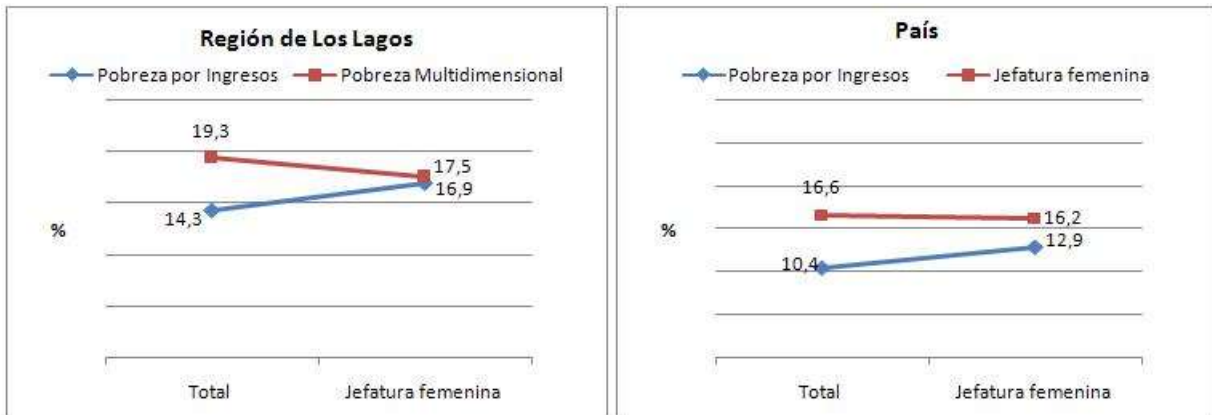 Región de Los Lagos
Pobreza por Ingresos Pobreza Multidimensional
19,3
17,5
16,9
14,3
%
Total Jefatura femenina
País
Pobreza por Ingresos Jefatura femenina
16,6
16,2
12,9
10,4
%
Total Jefatura femenina